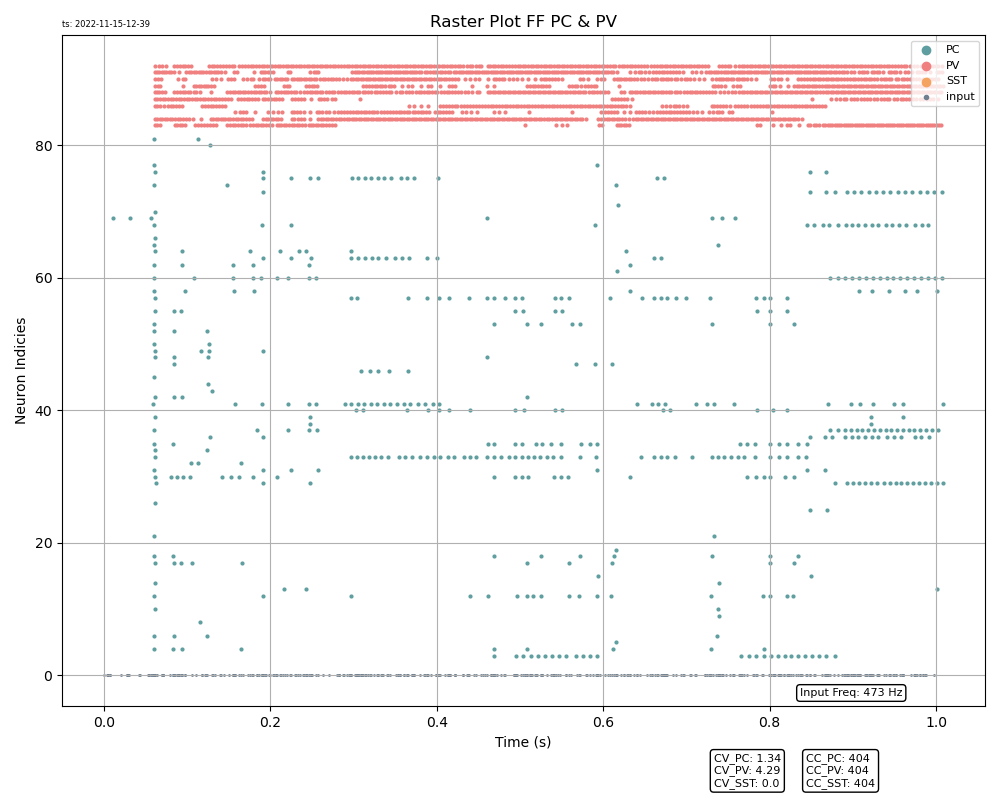 ts: 2022-11-15-12-39
Raster Plot FF PC & PV
PC
PV
SST
input
Neuron Indicies
80
60
40
20
0
Input Freq: 473 Hz
0.0 0.2 0.4 0.6 0.8 1.0
Time (s)
CV_PC: 1.34
CV_PV: 4.29
CV_SST: 0.0
CC_PC: 404
CC_PV: 404
CC_SST: 404